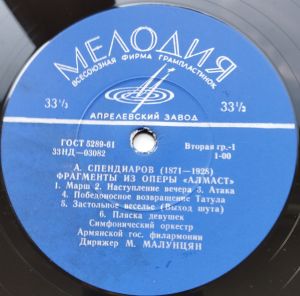 МЕЛОДИЯ
ВСЕСОЮЗНАЯ ФИРМА ГРАМПЛАСТИНОК
33⅓ 33⅓
АПРЕЛЕВСКИЙ ЗАВОД
ГОСТ 5289-61 Вторая гр.-1
33НД—03082 1-00
А. СПЕНДИАРОВ (1871—1928)
ФРАГМЕНТЫ ИЗ ОПЕРЫ «АЛМАСТ»
1. Марш 2. Наступление вечера 3. Атака
4. Победоносное возвращение Татула
5. Застольное веселье (Выход шута)
6. Пляска девушек
Симфонический оркестр
Армянской гос. филармонии
Дирижер М. МАЛУНЦЯН